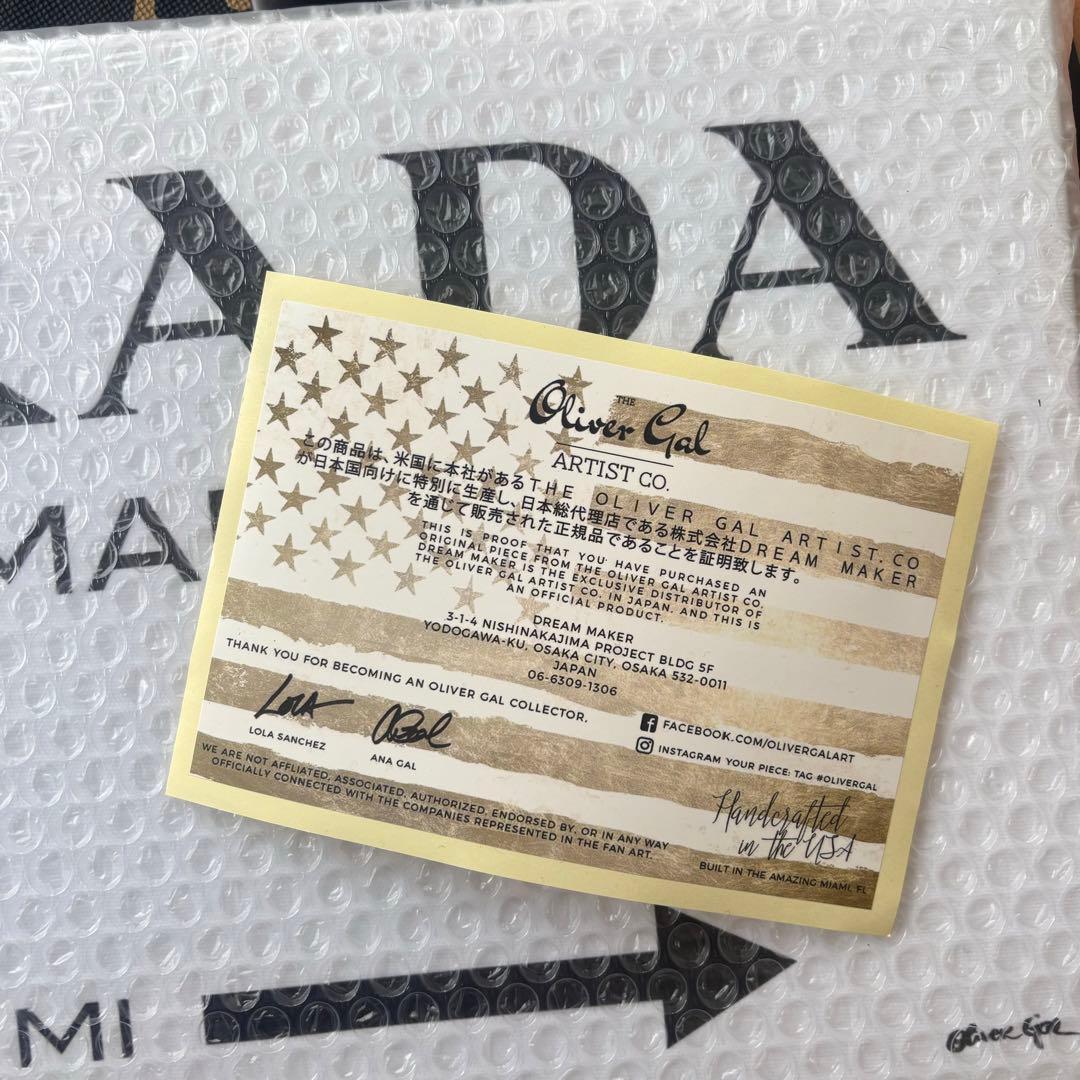 RADA
MA
THE
Oliver Gal
ARTIST CO.
この商品は、米国に本社があるTHE OLIVER GAL ARTIST.CO
が日本国向けに特別に生産し、日本総代理店である株式会社DREAM MAKER
を通じて販売された正規品であることを証明致します。
THIS IS PROOF THAT YOU HAVE PURCHASED AN
ORIGINAL PIECE FROM THE OLIVER GAL ARTIST CO.
DREAM MAKER IS THE EXCLUSIVE DISTRIBUTOR OF
THE OLIVER GAL ARTIST CO. IN JAPAN. AND THIS IS
AN OFFICIAL PRODUCT.
DREAM MAKER
3-1-4 NISHINAKAJIMA PROJECT BLDG 5F
YODOGAWA-KU, OSAKA CITY, OSAKA 532-0011
JAPAN
06-6309-1306
THANK YOU FOR BECOMING AN OLIVER GAL COLLECTOR.
LOLA
LOLA SANCHEZ
ANA GAL
FACEBOOK.COM/OLIVERGALART
INSTAGRAM YOUR PIECE: TAG #OLIVERGAL
WE ARE NOT AFFLIATED, ASSOCIATED, AUTHORIZED, ENDORSED BY, OR IN ANY WAY
OFFICIALLY CONNECTED WITH THE COMPANIES REPRESENTED IN THE FAN ART.
Handcrafted
in the USA
BUILT IN THE AMAZING MIAMI, FL
MI
Oliver Gal